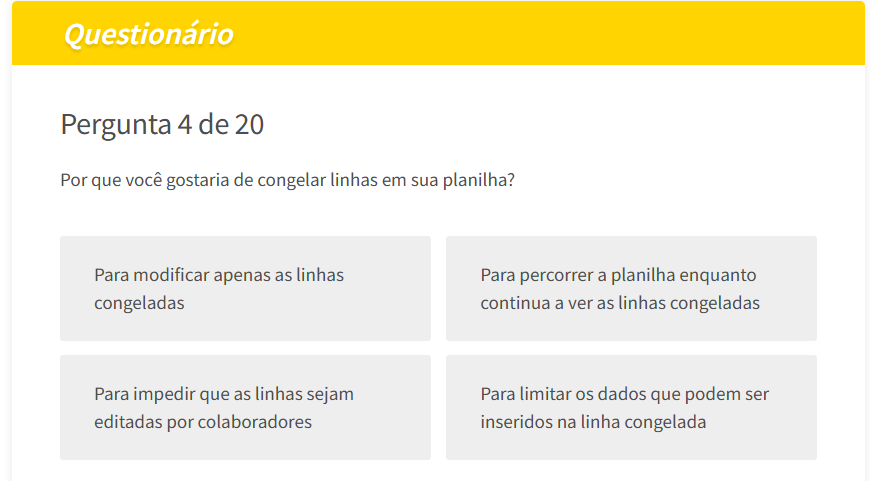 Questionário
Pergunta 4 de 20
Por que você gostaria de congelar linhas em sua planilha?
Para modificar apenas as linhas
congeladas
Para percorrer a planilha enquanto
continua a ver as linhas congeladas
Para impedir que as linhas sejam
editadas por colaboradores
Para limitar os dados que podem ser
inseridos na linha congelada